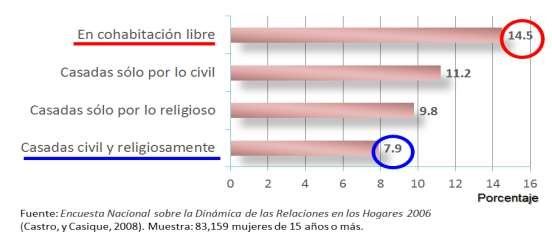 En cohabitación libre 14.5
Casadas sólo por lo civil 11.2
Casadas sólo por lo religioso 9.8
Casadas civil y religiosamente 7.9
0 2 4 6 8 10 12 14 16
Porcentaje
Fuente: Encuesta Nacional sobre la Dinámica de las Relaciones en los Hogares 2006
(Castro, y Casique, 2008). Muestra: 83,159 mujeres de 15 años o más.